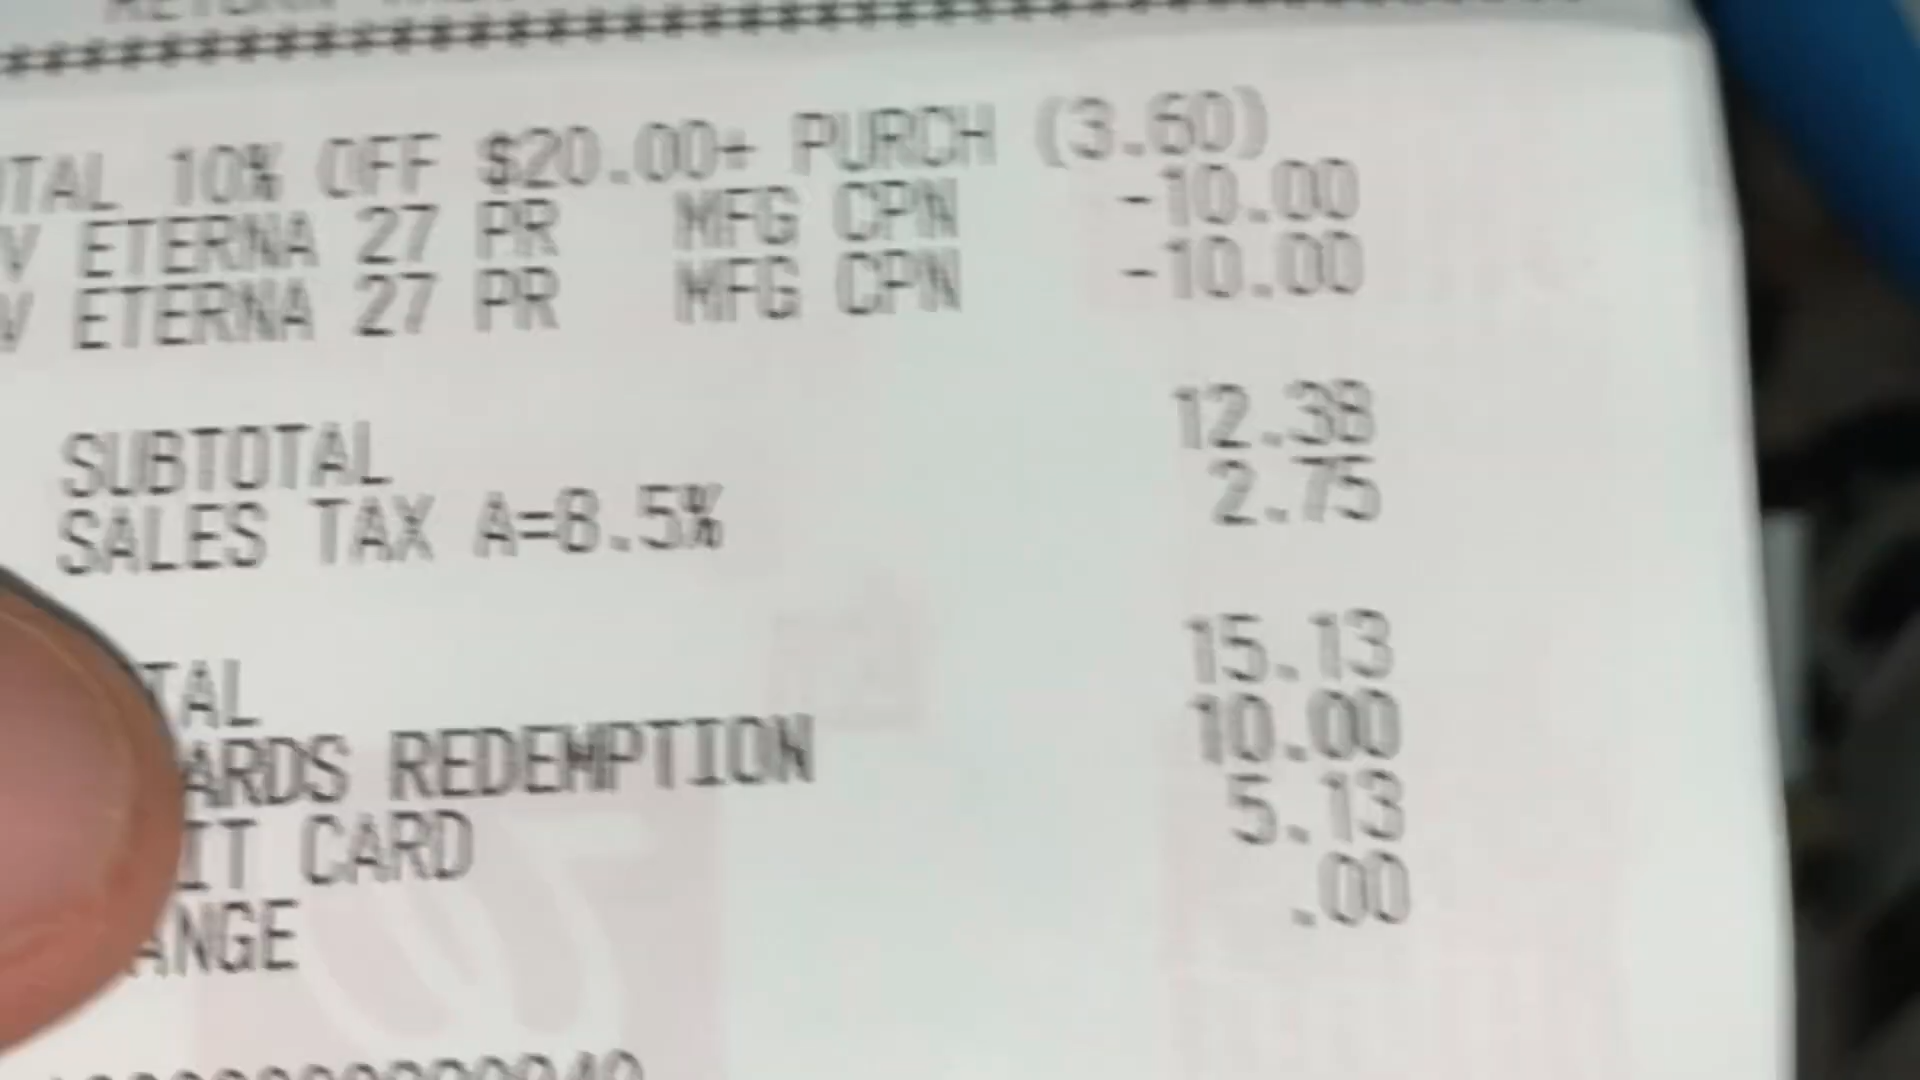 RETURN
OTAL 10% OFF $20.00+ PURCH (3.60)
V ETERNA 27 PR MFG CPN -10.00
V ETERNA 27 PR MFG CPN -10.00
SUBTOTAL 12.38
SALES TAX A=8.5% 2.75
TAL 15.13
ARDS REDEMPTION 10.00
IT CARD 5.13
ANGE .00